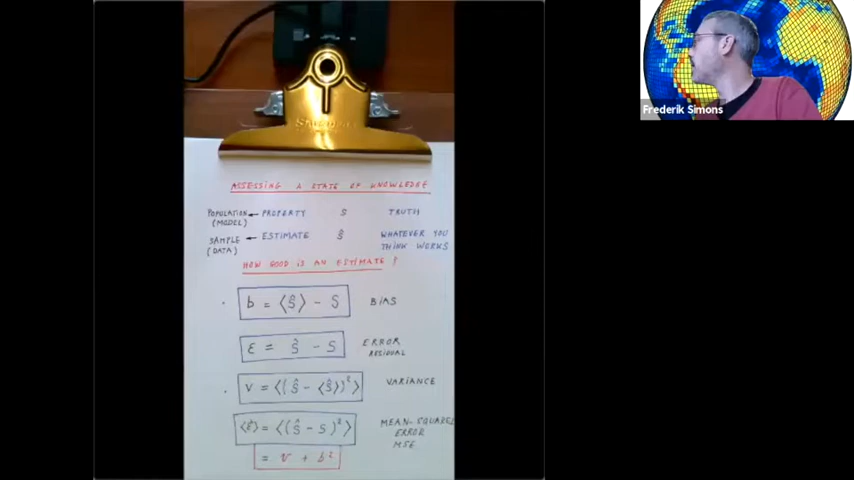 Frederik Simons
ASSESSING A STATE OF KNOWLEDGE
POPULATION ← PROPERTY S TRUTH
(MODEL)
SAMPLE ← ESTIMATE Ŝ WHATEVER YOU
(DATA) THINK WORKS
HOW GOOD IS AN ESTIMATE ?
b = ⟨Ŝ⟩ - S BIAS
ε = Ŝ - S ERROR
RESIDUAL
V = ⟨(Ŝ - ⟨Ŝ⟩)²⟩ VARIANCE
⟨ε²⟩ = ⟨(Ŝ - S)²⟩ MEAN-SQUARED
ERROR
MSE
= V + b²